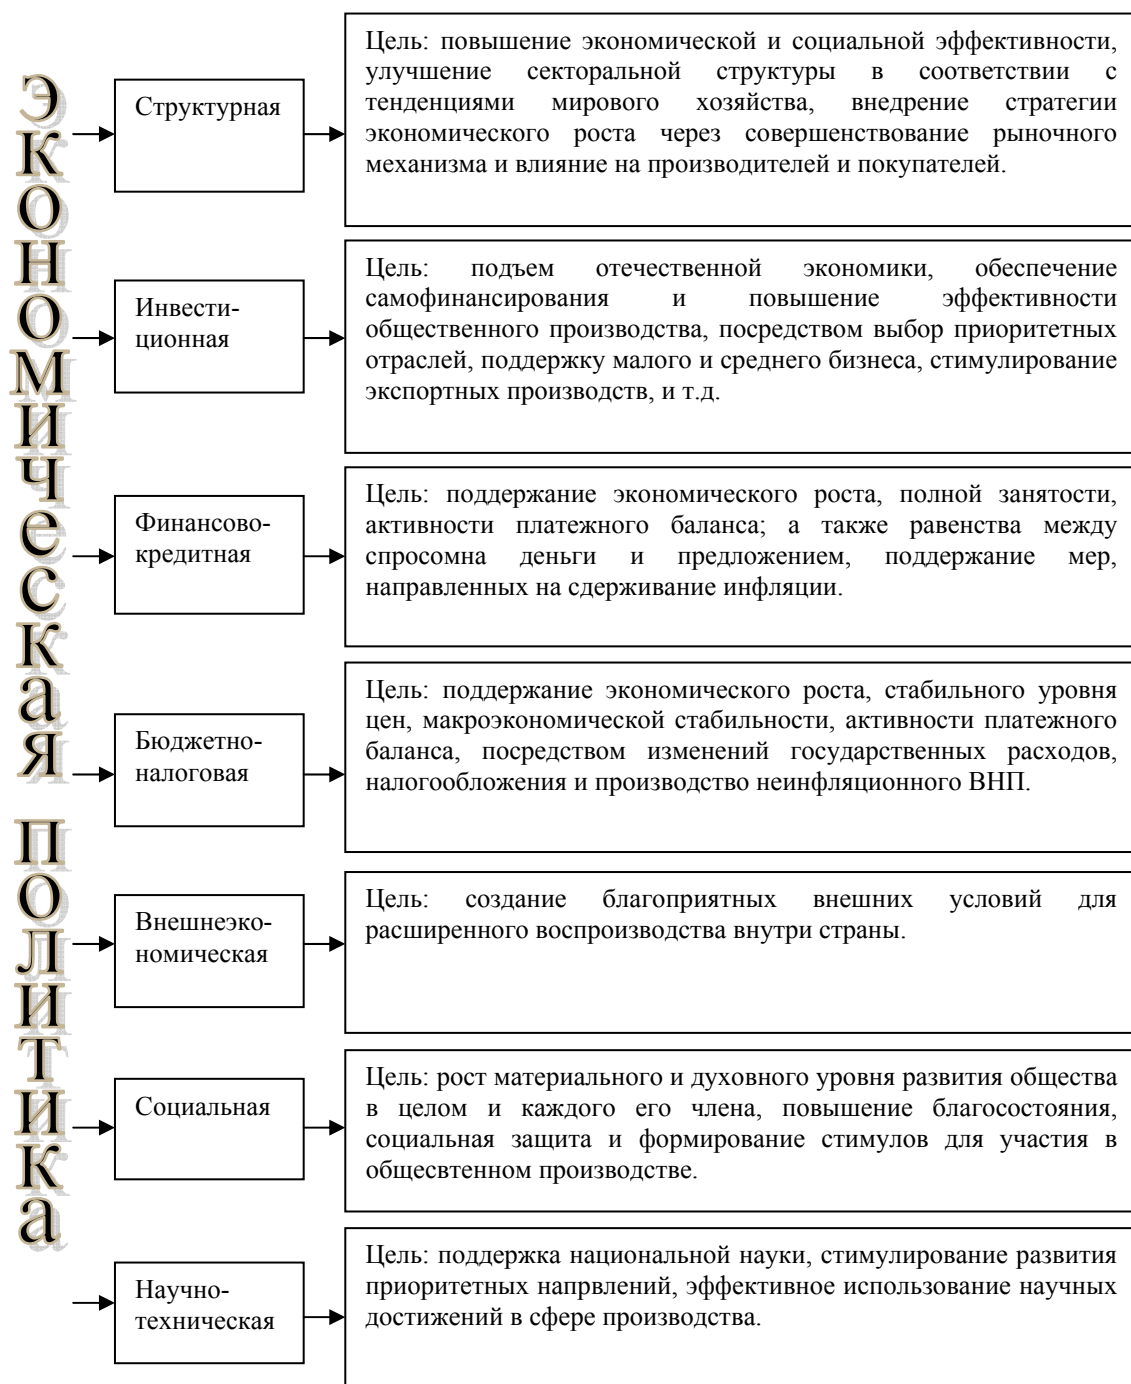 ЭКОНОМИЧеСКаЯ ПОЛИТИКа
Структурная
Цель: повышение экономической и социальной эффективности,
улучшение секторальной структуры в соответствии с
тенденциями мирового хозяйства, внедрение стратегии
экономического роста через совершенствование рыночного
механизма и влияние на производителей и покупателей.
Инвести-
ционная
Цель: подъем отечественной экономики, обеспечение
самофинансирования и повышение эффективности
общественного производства, посредством выбор приоритетных
отраслей, поддержку малого и среднего бизнеса, стимулирование
экспортных производств, и т.д.
Финансово-
кредитная
Цель: поддержание экономического роста, полной занятости,
активности платежного баланса; а также равенства между
спросомна деньги и предложением, поддержание мер,
направленных на сдерживание инфляции.
Бюджетно-
налоговая
Цель: поддержание экономического роста, стабильного уровня
цен, макроэкономической стабильности, активности платежного
баланса, посредством изменений государственных расходов,
налогообложения и производство неинфляционного ВНП.
Внешнеэко-
номическая
Цель: создание благоприятных внешних условий для
расширенного воспроизводства внутри страны.
Социальная
Цель: рост материального и духовного уровня развития общества
в целом и каждого его члена, повышение благосостояния,
социальная защита и формирование стимулов для участия в
общесвтенном производстве.
Научно-
техническая
Цель: поддержка национальной науки, стимулирование развития
приоритетных напрвлений, эффективное использование научных
достижений в сфере производства.